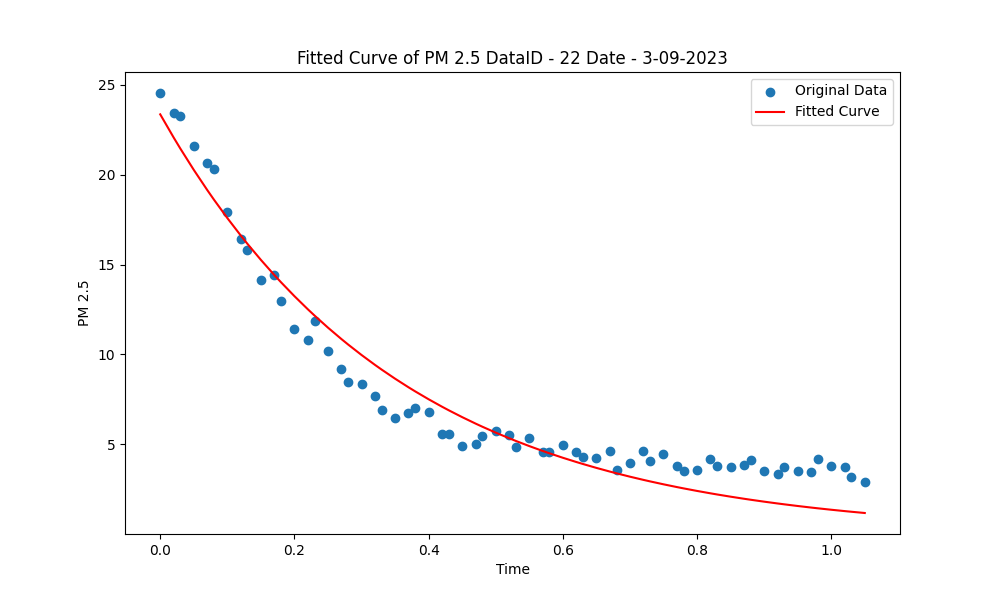 Fitted Curve of PM 2.5 DataID - 22 Date - 3-09-2023
Original Data
Fitted Curve
25
20
15
10
5
PM 2.5
0.0 0.2 0.4 0.6 0.8 1.0
Time